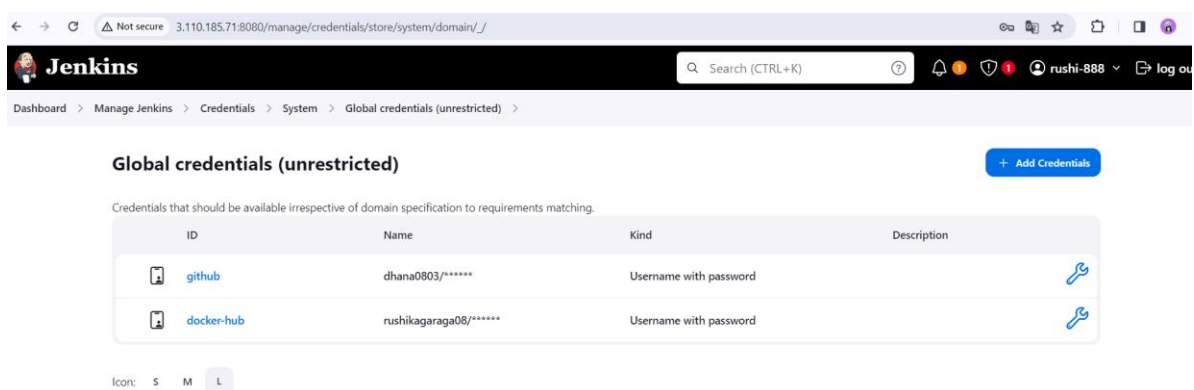 Not secure 3.110.185.71:8080/manage/credentials/store/system/domain/_/
Jenkins Search (CTRL+K) ? 1 1 rushi-888 log ou
Dashboard > Manage Jenkins > Credentials > System > Global credentials (unrestricted) >
Global credentials (unrestricted) + Add Credentials
Credentials that should be available irrespective of domain specification to requirements matching.
ID Name Kind Description
github dhana0803/****** Username with password
docker-hub rushikagaraga08/****** Username with password
Icon: S M L